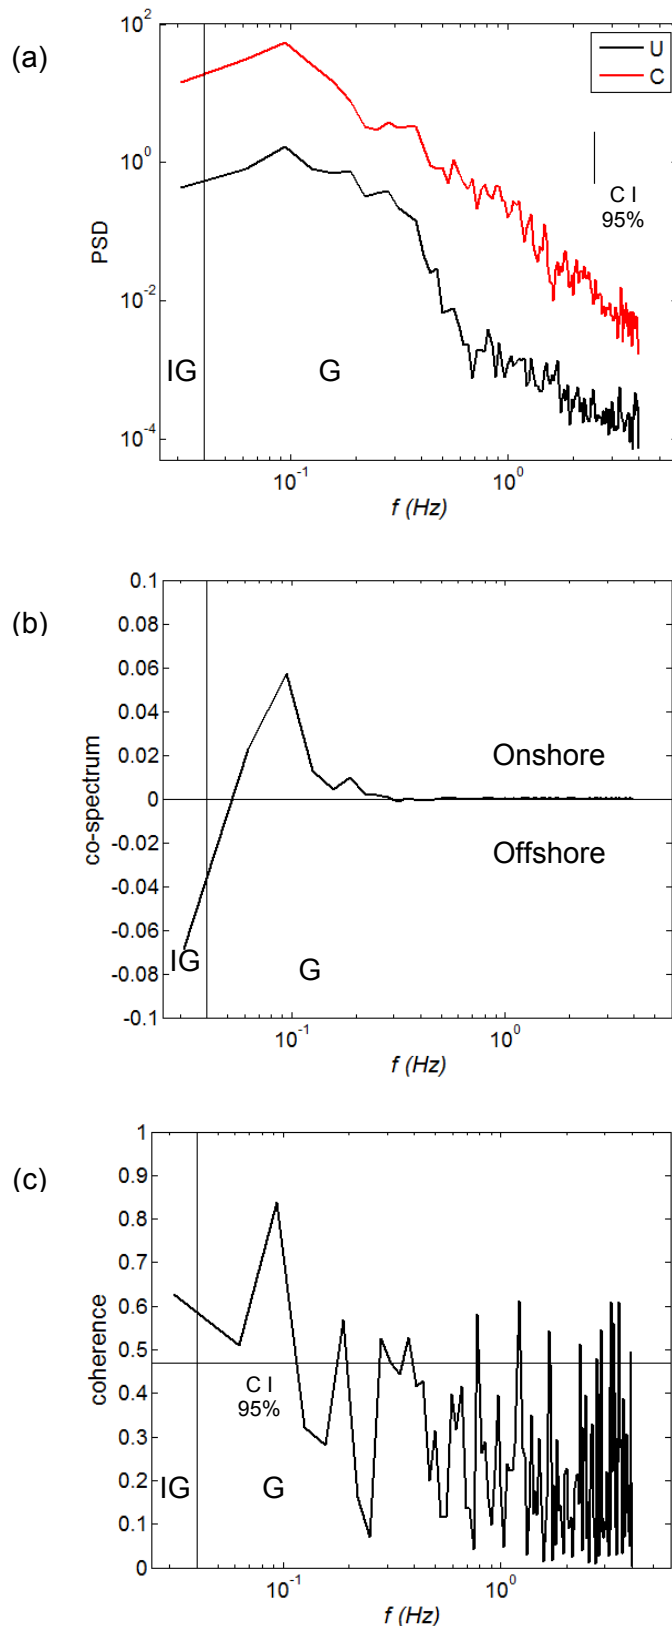 (a)
10^2
10^0
10^-2
10^-4
PSD
U
C
C I
95%
IG
G
10^-1
10^0
f (Hz)
(b)
0.1
0.08
0.06
0.04
0.02
0
-0.02
-0.04
-0.06
-0.08
-0.1
co-spectrum
Onshore
Offshore
IG
G
10^-1
10^0
f (Hz)
(c)
1
0.9
0.8
0.7
0.6
0.5
0.4
0.3
0.2
0.1
0
coherence
C I
95%
IG
G
10^-1
10^0
f (Hz)